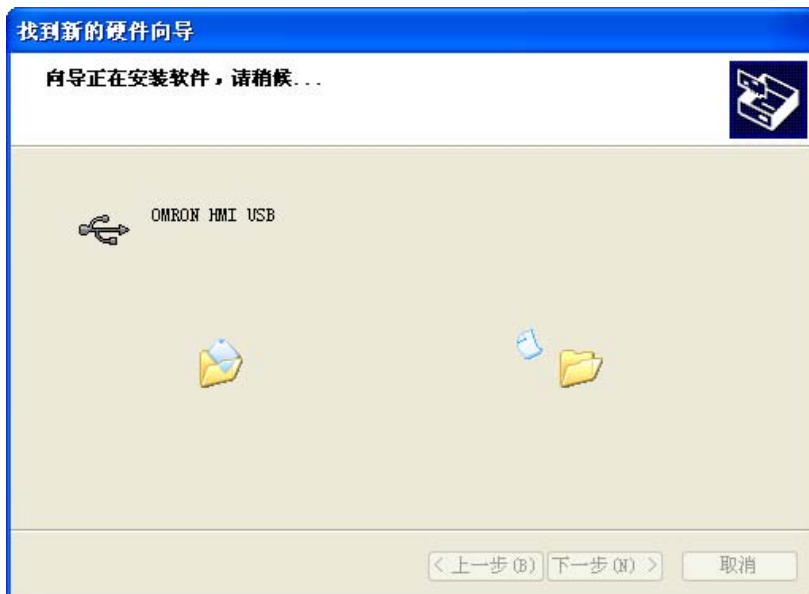 找到新的硬件向导
向导正在安装软件，请稍候...
OMRON HMI USB
< 上一步(B) 下一步(N) > 取消